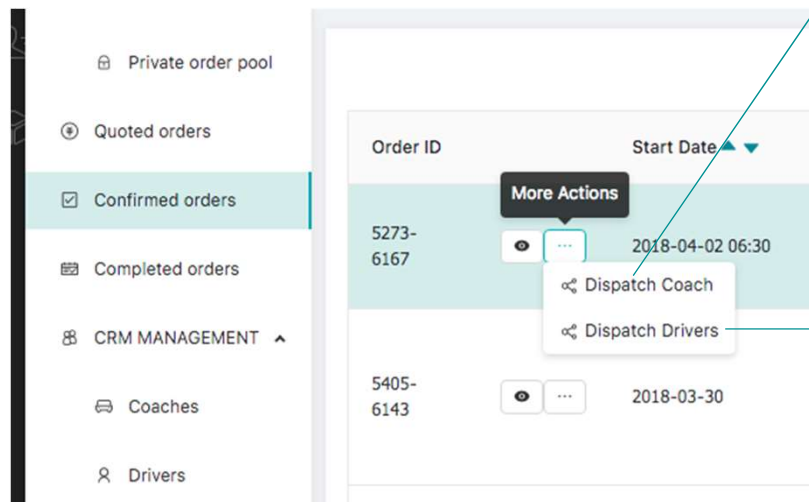 Private order pool
Quoted orders
Confirmed orders
Completed orders
CRM MANAGEMENT
Coaches
Drivers
Order ID
Start Date
More Actions
5273-
6167
2018-04-02 06:30
Dispatch Coach
Dispatch Drivers
5405-
6143
2018-03-30